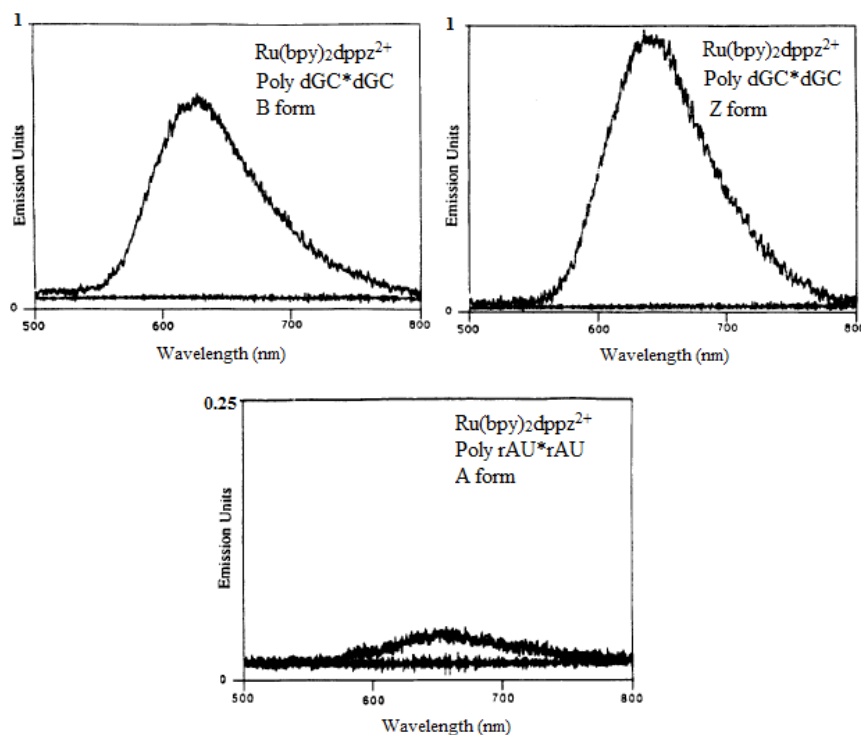 1
Ru(bpy)₂dppz²⁺
Poly dGC*dGC
B form
Emission Units
0
500 600 700 800
Wavelength (nm)
1
Ru(bpy)₂dppz²⁺
Poly dGC*dGC
Z form
Emission Units
0
500 600 700 800
Wavelength (nm)
0.25
Ru(bpy)₂dppz²⁺
Poly rAU*rAU
A form
Emission Units
0
500 600 700 800
Wavelength (nm)